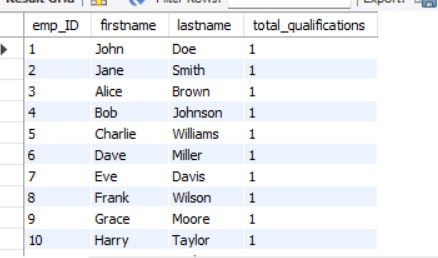 Result Grid Filter Rows: Export:
emp_ID firstname lastname total_qualifications
1 John Doe 1
2 Jane Smith 1
3 Alice Brown 1
4 Bob Johnson 1
5 Charlie Williams 1
6 Dave Miller 1
7 Eve Davis 1
8 Frank Wilson 1
9 Grace Moore 1
10 Harry Taylor 1